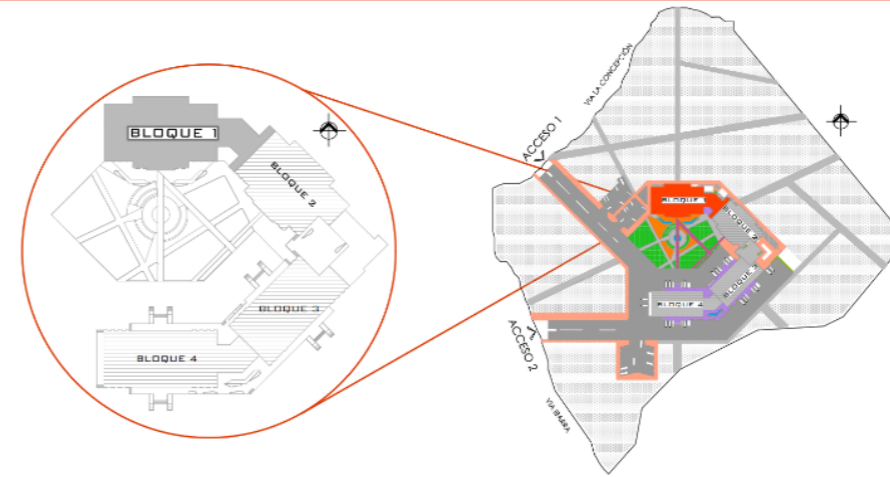 BLOQUE 1
BLOQUE 2
BLOQUE 3
BLOQUE 4
VIA LA CONCEPCIÓN
ACCESO 1
BLOQUE 1
BLOQUE 2
BLOQUE 3
BLOQUE 4
ACCESO 2
VIA IBARRA